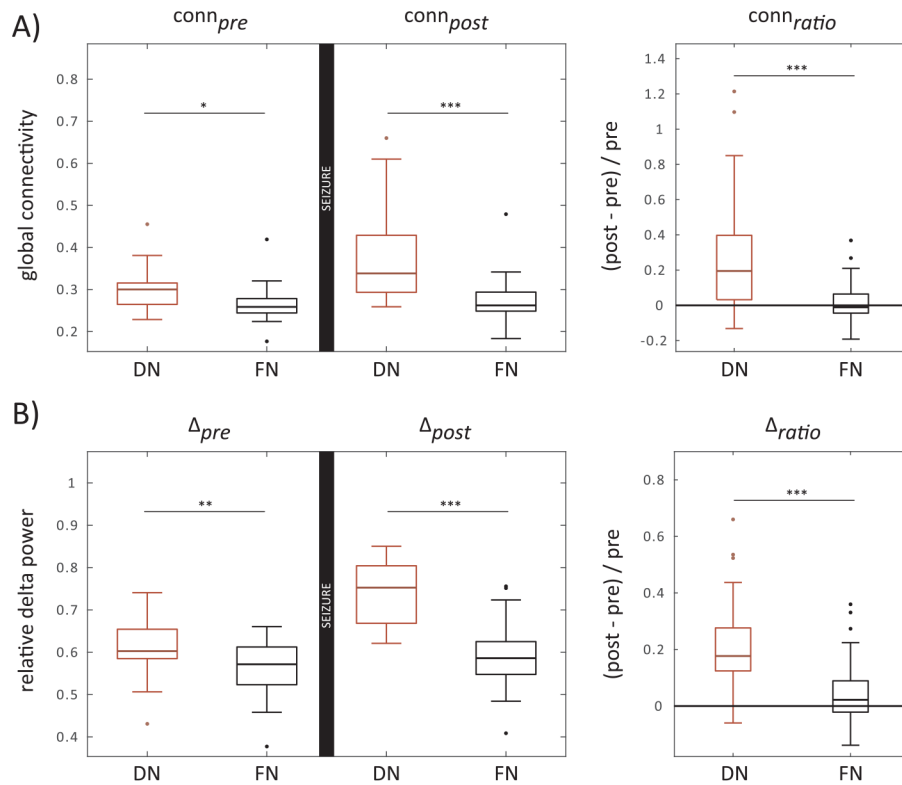 A)
conn pre
conn post
conn ratio
global connectivity
0.8
0.7
0.6
0.5
0.4
0.3
0.2
*
SEIZURE
***
DN
FN
DN
FN
(post - pre) / pre
1.4
1.2
1
0.8
0.6
0.4
0.2
0
-0.2
***
DN
FN
B)
Δpre
Δpost
Δratio
relative delta power
1
0.9
0.8
0.7
0.6
0.5
0.4
**
SEIZURE
***
DN
FN
DN
FN
(post - pre) / pre
0.8
0.6
0.4
0.2
0
***
DN
FN